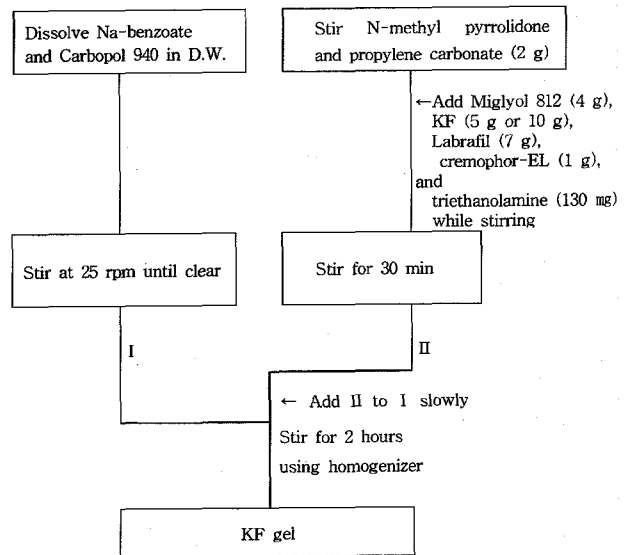 Dissolve Na-benzoate
and Carbopol 940 in D.W.
Stir N-methyl pyrrolidone
and propylene carbonate (2 g)
←Add Miglyol 812 (4 g),
KF (5 g or 10 g),
Labrafil (7 g),
cremophor-EL (1 g),
and
triethanolamine (130 mg)
while stirring
Stir at 25 rpm until clear
Stir for 30 min
I
II
← Add II to I slowly
Stir for 2 hours
using homogenizer
KF gel